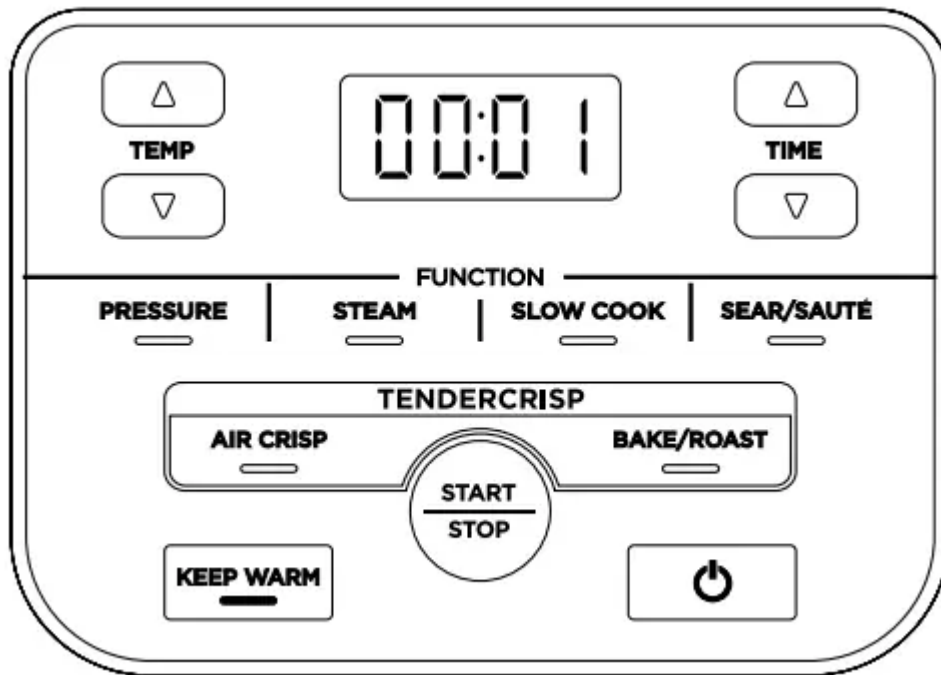 00:01
TEMP
TIME
FUNCTION
PRESSURE STEAM SLOW COOK SEAR/SAUTÉ
TENDERCRISP
AIR CRISP BAKE/ROAST
START
STOP
KEEP WARM